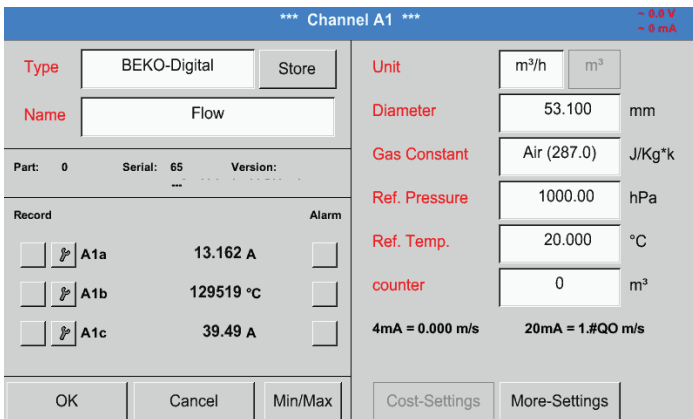 *** Channel A1 ***
~ 0.0 V
~ 0 mA
Type BEKO-Digital Store
Name Flow
Part: 0 Serial: 65 Version:
---
Record Alarm
A1a 13.162 A
A1b 129519 °C
A1c 39.49 A
OK Cancel Min/Max
Unit m³/h m³
Diameter 53.100 mm
Gas Constant Air (287.0) J/Kg*k
Ref. Pressure 1000.00 hPa
Ref. Temp. 20.000 °C
counter 0 m³
4mA = 0.000 m/s 20mA = 1.#QO m/s
Cost-Settings More-Settings